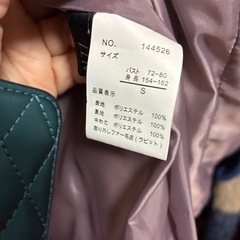 NO. 144526
サイズ
バスト 72~80
身長 154~162
S
品質表示
表地 ポリエステル 100%
裏地 ポリエステル 100%
中わた ポリエステル 100%
取り外しファー毛皮(ラビット)